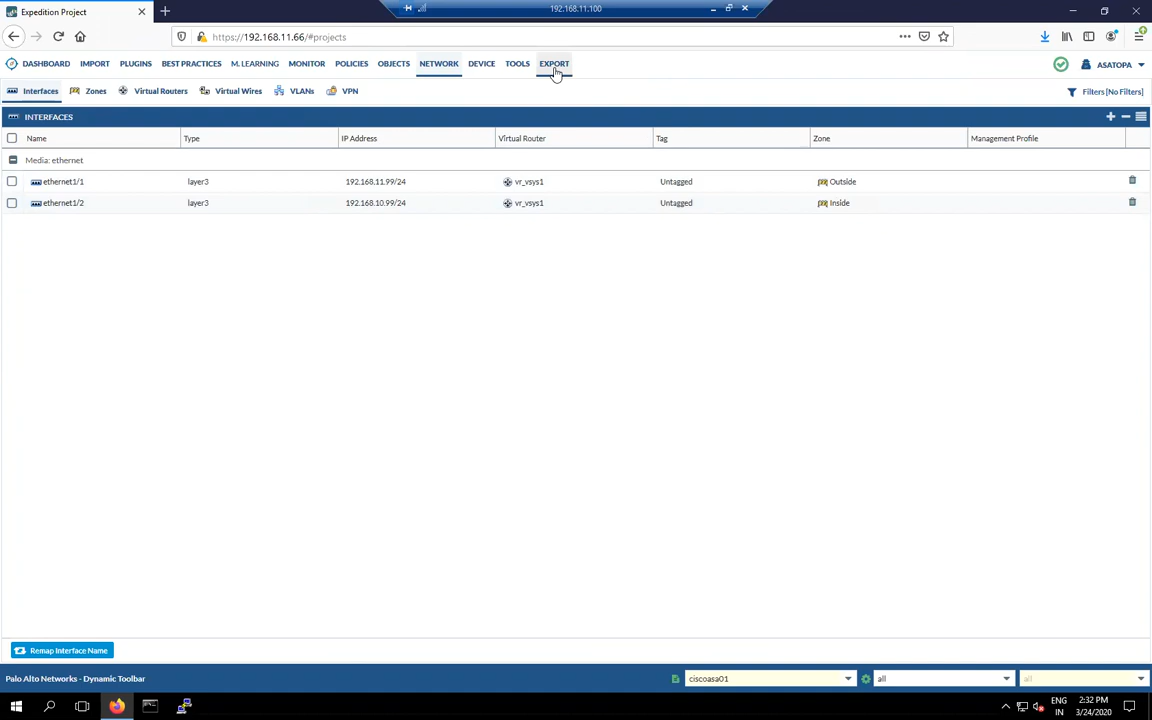 192.168.11.100
Expedition Project
https://192.168.11.66/#projects
DASHBOARD IMPORT PLUGINS BEST PRACTICES M. LEARNING MONITOR POLICIES OBJECTS NETWORK DEVICE TOOLS EXPORT ASATOPA
Interfaces Zones Virtual Routers Virtual Wires VLANs VPN Filters [No Filters]
INTERFACES
Name Type IP Address Virtual Router Tag Zone Management Profile
Media: ethernet
ethernet1/1 layer3 192.168.11.99/24 vr_vsys1 Untagged Outside
ethernet1/2 layer3 192.168.10.99/24 vr_vsys1 Untagged Inside
Remap Interface Name
Palo Alto Networks - Dynamic Toolbar ciscoasa01 all all
ENG 2:32 PM
IN 3/24/2020